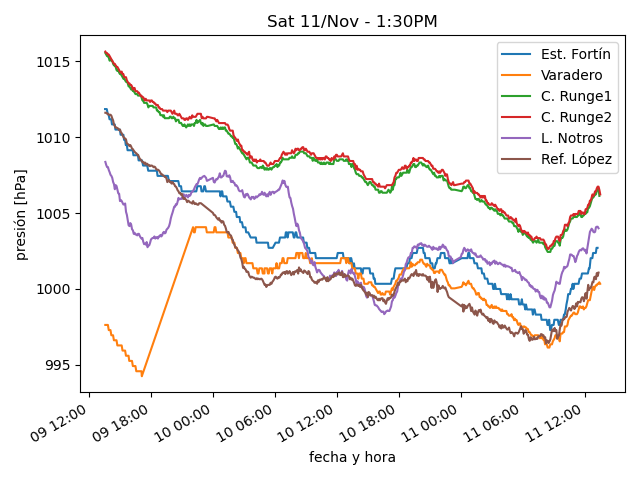 Sat 11/Nov - 1:30PM
Est. Fortín
Varadero
C. Runge1
C. Runge2
L. Notros
Ref. López
presión [hPa]
1015
1010
1005
1000
995
09 12:00
09 18:00
10 00:00
10 06:00
10 12:00
10 18:00
11 00:00
11 06:00
11 12:00
fecha y hora